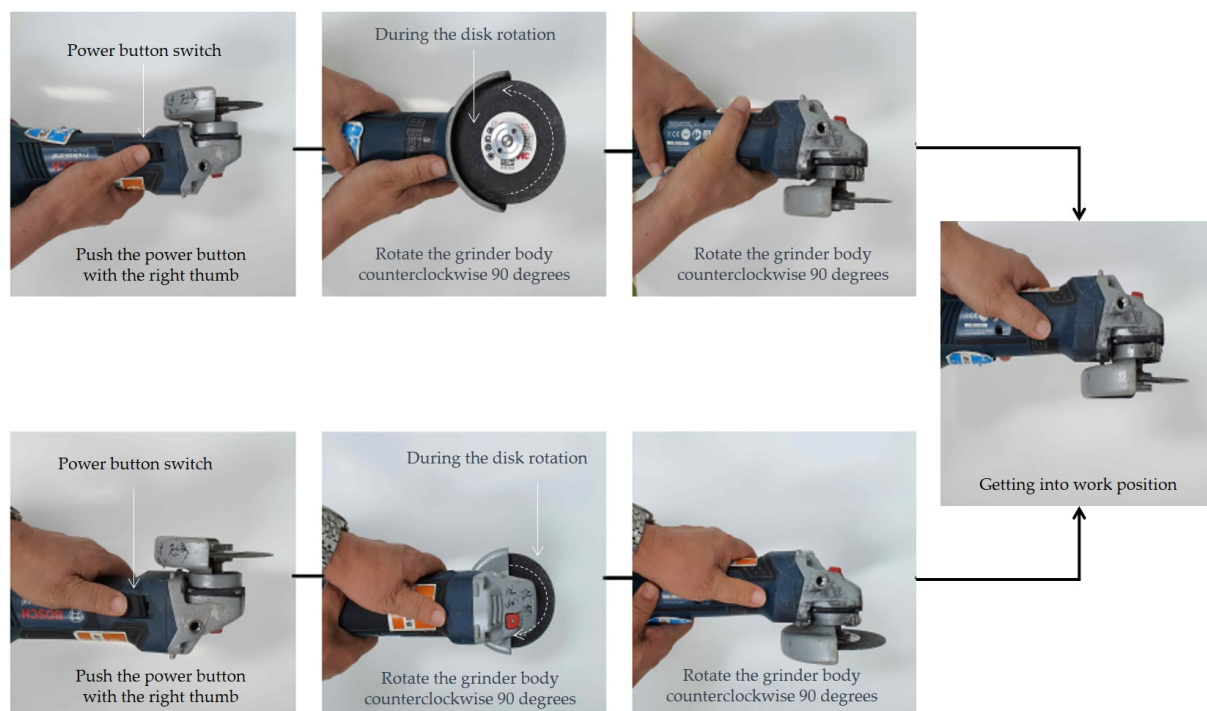 Power button switch
During the disk rotation
Push the power button
with the right thumb
Rotate the grinder body
counterclockwise 90 degrees
Rotate the grinder body
counterclockwise 90 degrees
Getting into work position
Power button switch
During the disk rotation
BOSCH
Push the power button
with the right thumb
Rotate the grinder body
counterclockwise 90 degrees
Rotate the grinder body
counterclockwise 90 degrees